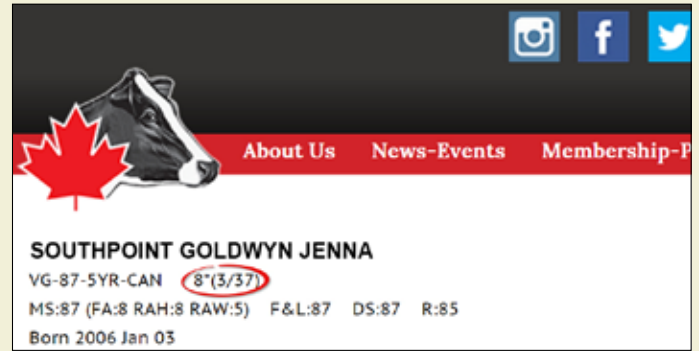 About Us News-Events Membership-P
SOUTHPOINT GOLDWYN JENNA
VG-87-5YR-CAN 8*(3/37)
MS:87 (FA:8 RAH:8 RAW:5) F&L:87 DS:87 R:85
Born 2006 Jan 03